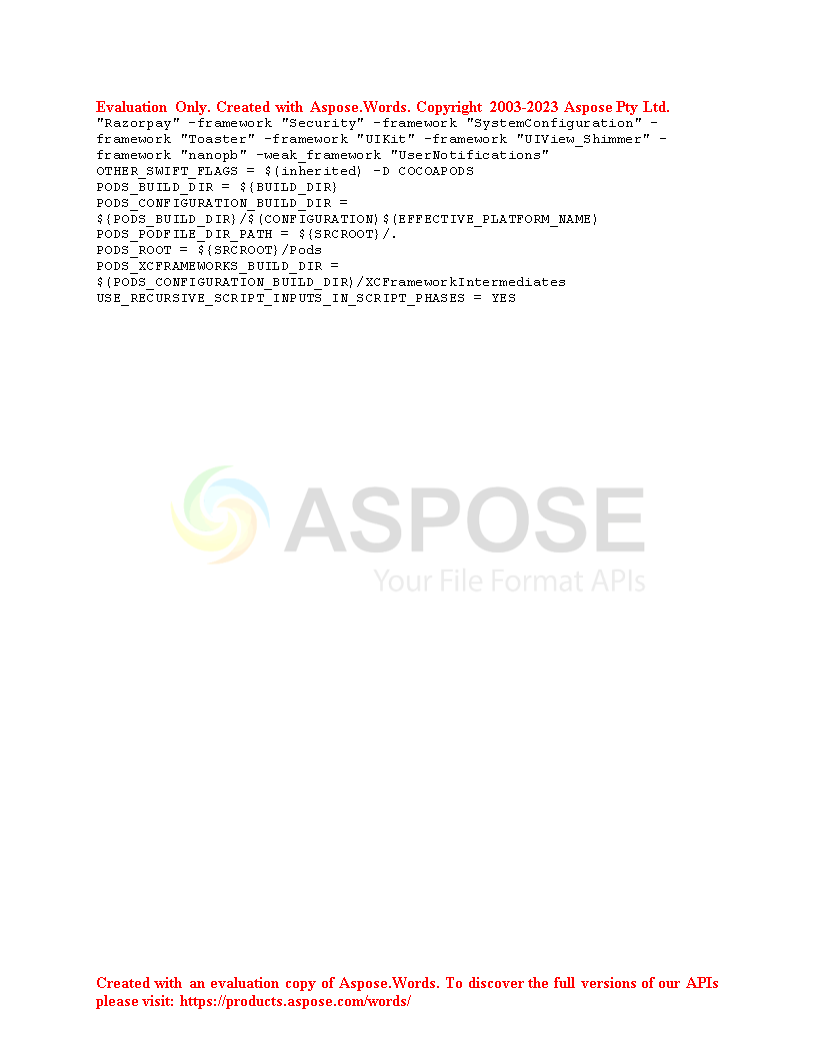 Evaluation Only. Created with Aspose.Words. Copyright 2003-2023 Aspose Pty Ltd.
"Razorpay" -framework "Security" -framework "SystemConfiguration" -
framework "Toaster" -framework "UIKit" -framework "UIView_Shimmer" -
framework "nanopb" -weak_framework "UserNotifications"
OTHER_SWIFT_FLAGS = $(inherited) -D COCOAPODS
PODS_BUILD_DIR = ${BUILD_DIR}
PODS_CONFIGURATION_BUILD_DIR =
${PODS_BUILD_DIR}/$(CONFIGURATION)$(EFFECTIVE_PLATFORM_NAME)
PODS_PODFILE_DIR_PATH = ${SRCROOT}/.
PODS_ROOT = ${SRCROOT}/Pods
PODS_XCFRAMEWORKS_BUILD_DIR =
$(PODS_CONFIGURATION_BUILD_DIR)/XCFrameworkIntermediates
USE_RECURSIVE_SCRIPT_INPUTS_IN_SCRIPT_PHASES = YES
ASPOSE
Your File Format APIs
Created with an evaluation copy of Aspose.Words. To discover the full versions of our APIs
please visit: https://products.aspose.com/words/